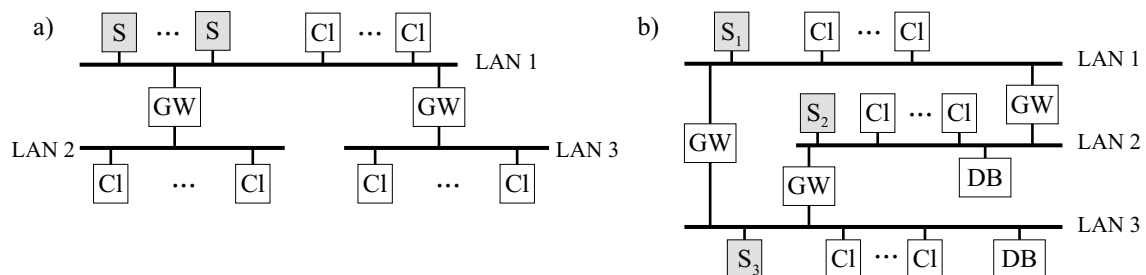 a)
S ... S Cl ... Cl
LAN 1
GW GW
LAN 2 LAN 3
Cl ... Cl Cl ... Cl
b)
S₁ Cl ... Cl
LAN 1
S₂ Cl ... Cl GW
GW
LAN 2
GW DB
LAN 3
S₃ Cl ... Cl DB